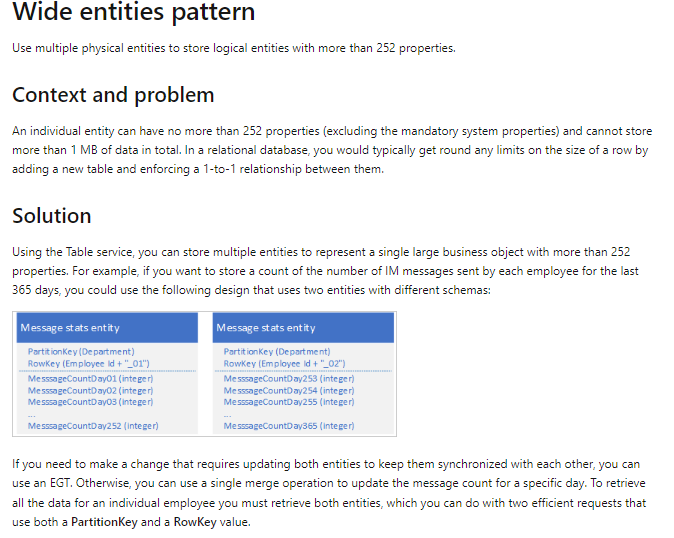 Wide entities pattern
Use multiple physical entities to store logical entities with more than 252 properties.
Context and problem
An individual entity can have no more than 252 properties (excluding the mandatory system properties) and cannot store
more than 1 MB of data in total. In a relational database, you would typically get round any limits on the size of a row by
adding a new table and enforcing a 1-to-1 relationship between them.
Solution
Using the Table service, you can store multiple entities to represent a single large business object with more than 252
properties. For example, if you want to store a count of the number of IM messages sent by each employee for the last
365 days, you could use the following design that uses two entities with different schemas:
Message stats entity
PartitionKey (Department)
RowKey (Employee Id + "_01")
MesssageCountDay01 (integer)
MesssageCountDay02 (integer)
MesssageCountDay03 (integer)
...
MesssageCountDay252 (integer)
Message stats entity
PartitionKey (Department)
RowKey (Employee Id + "_02")
MesssageCountDay253 (integer)
MesssageCountDay254 (integer)
MesssageCountDay255 (integer)
...
MesssageCountDay365 (integer)
If you need to make a change that requires updating both entities to keep them synchronized with each other, you can
use an EGT. Otherwise, you can use a single merge operation to update the message count for a specific day. To retrieve
all the data for an individual employee you must retrieve both entities, which you can do with two efficient requests that
use both a PartitionKey and a RowKey value.